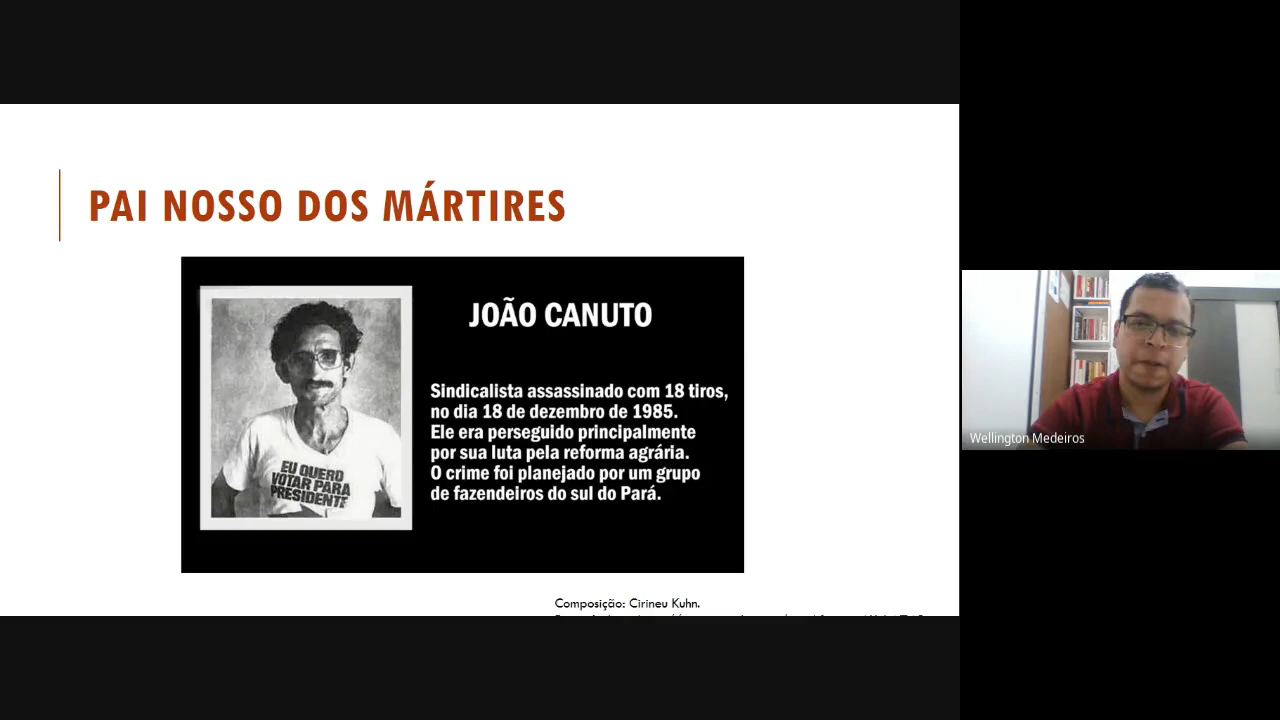 PAI NOSSO DOS MÁRTIRES
JOÃO CANUTO
Sindicalista assassinado com 18 tiros,
no dia 18 de dezembro de 1985.
Ele era perseguido principalmente
por sua luta pela reforma agrária.
O crime foi planejado por um grupo
de fazendeiros do sul do Pará.
EU QUERO
VOTAR PARA
PRESIDENTE
Composição: Cirineu Kuhn.
Wellington Medeiros